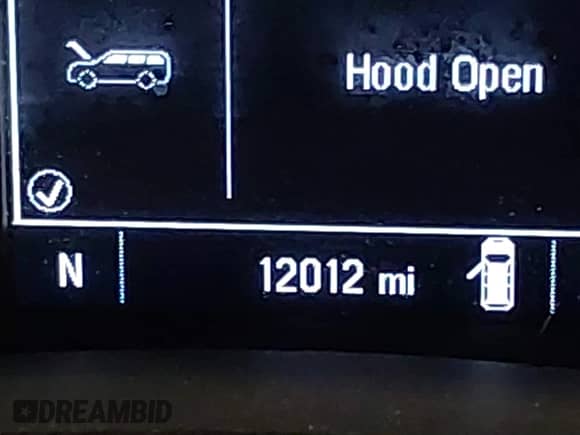 Hood Open
N
12012 mi
DREAMBID